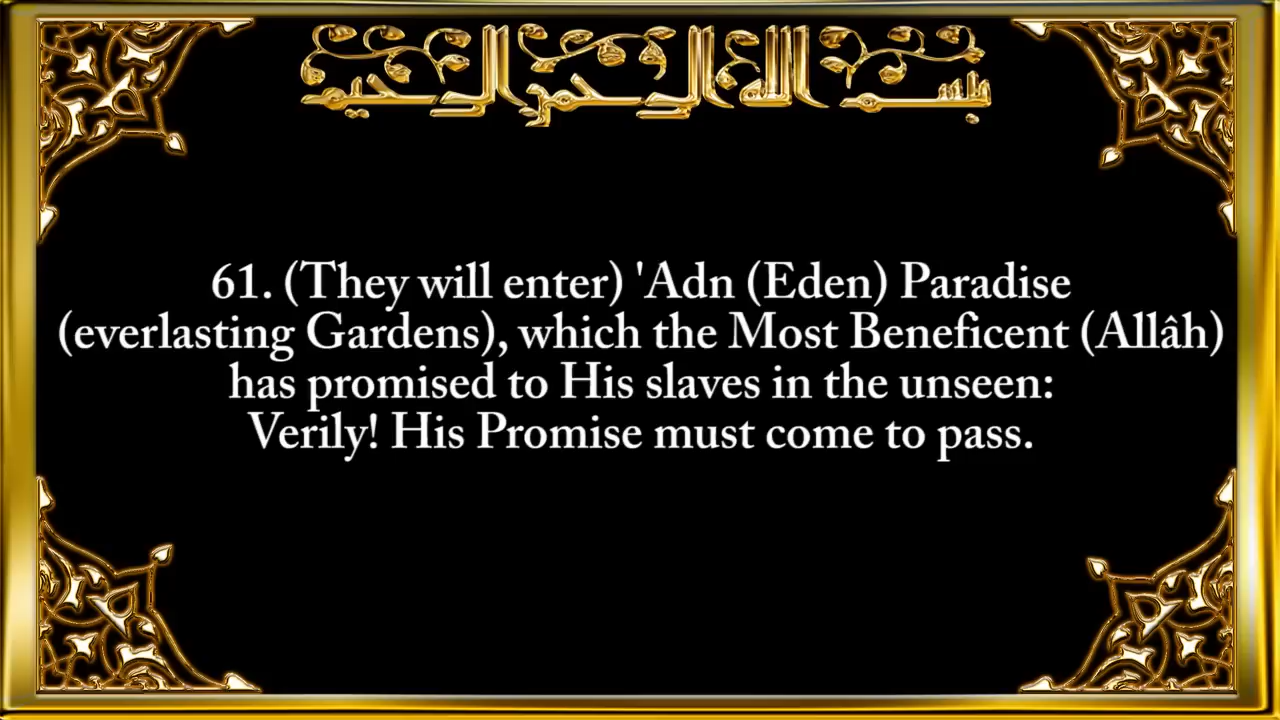 بسم الله الرحمن الرحيم
61. (They will enter) 'Adn (Eden) Paradise
(everlasting Gardens), which the Most Beneficent (Allâh)
has promised to His slaves in the unseen:
Verily! His Promise must come to pass.